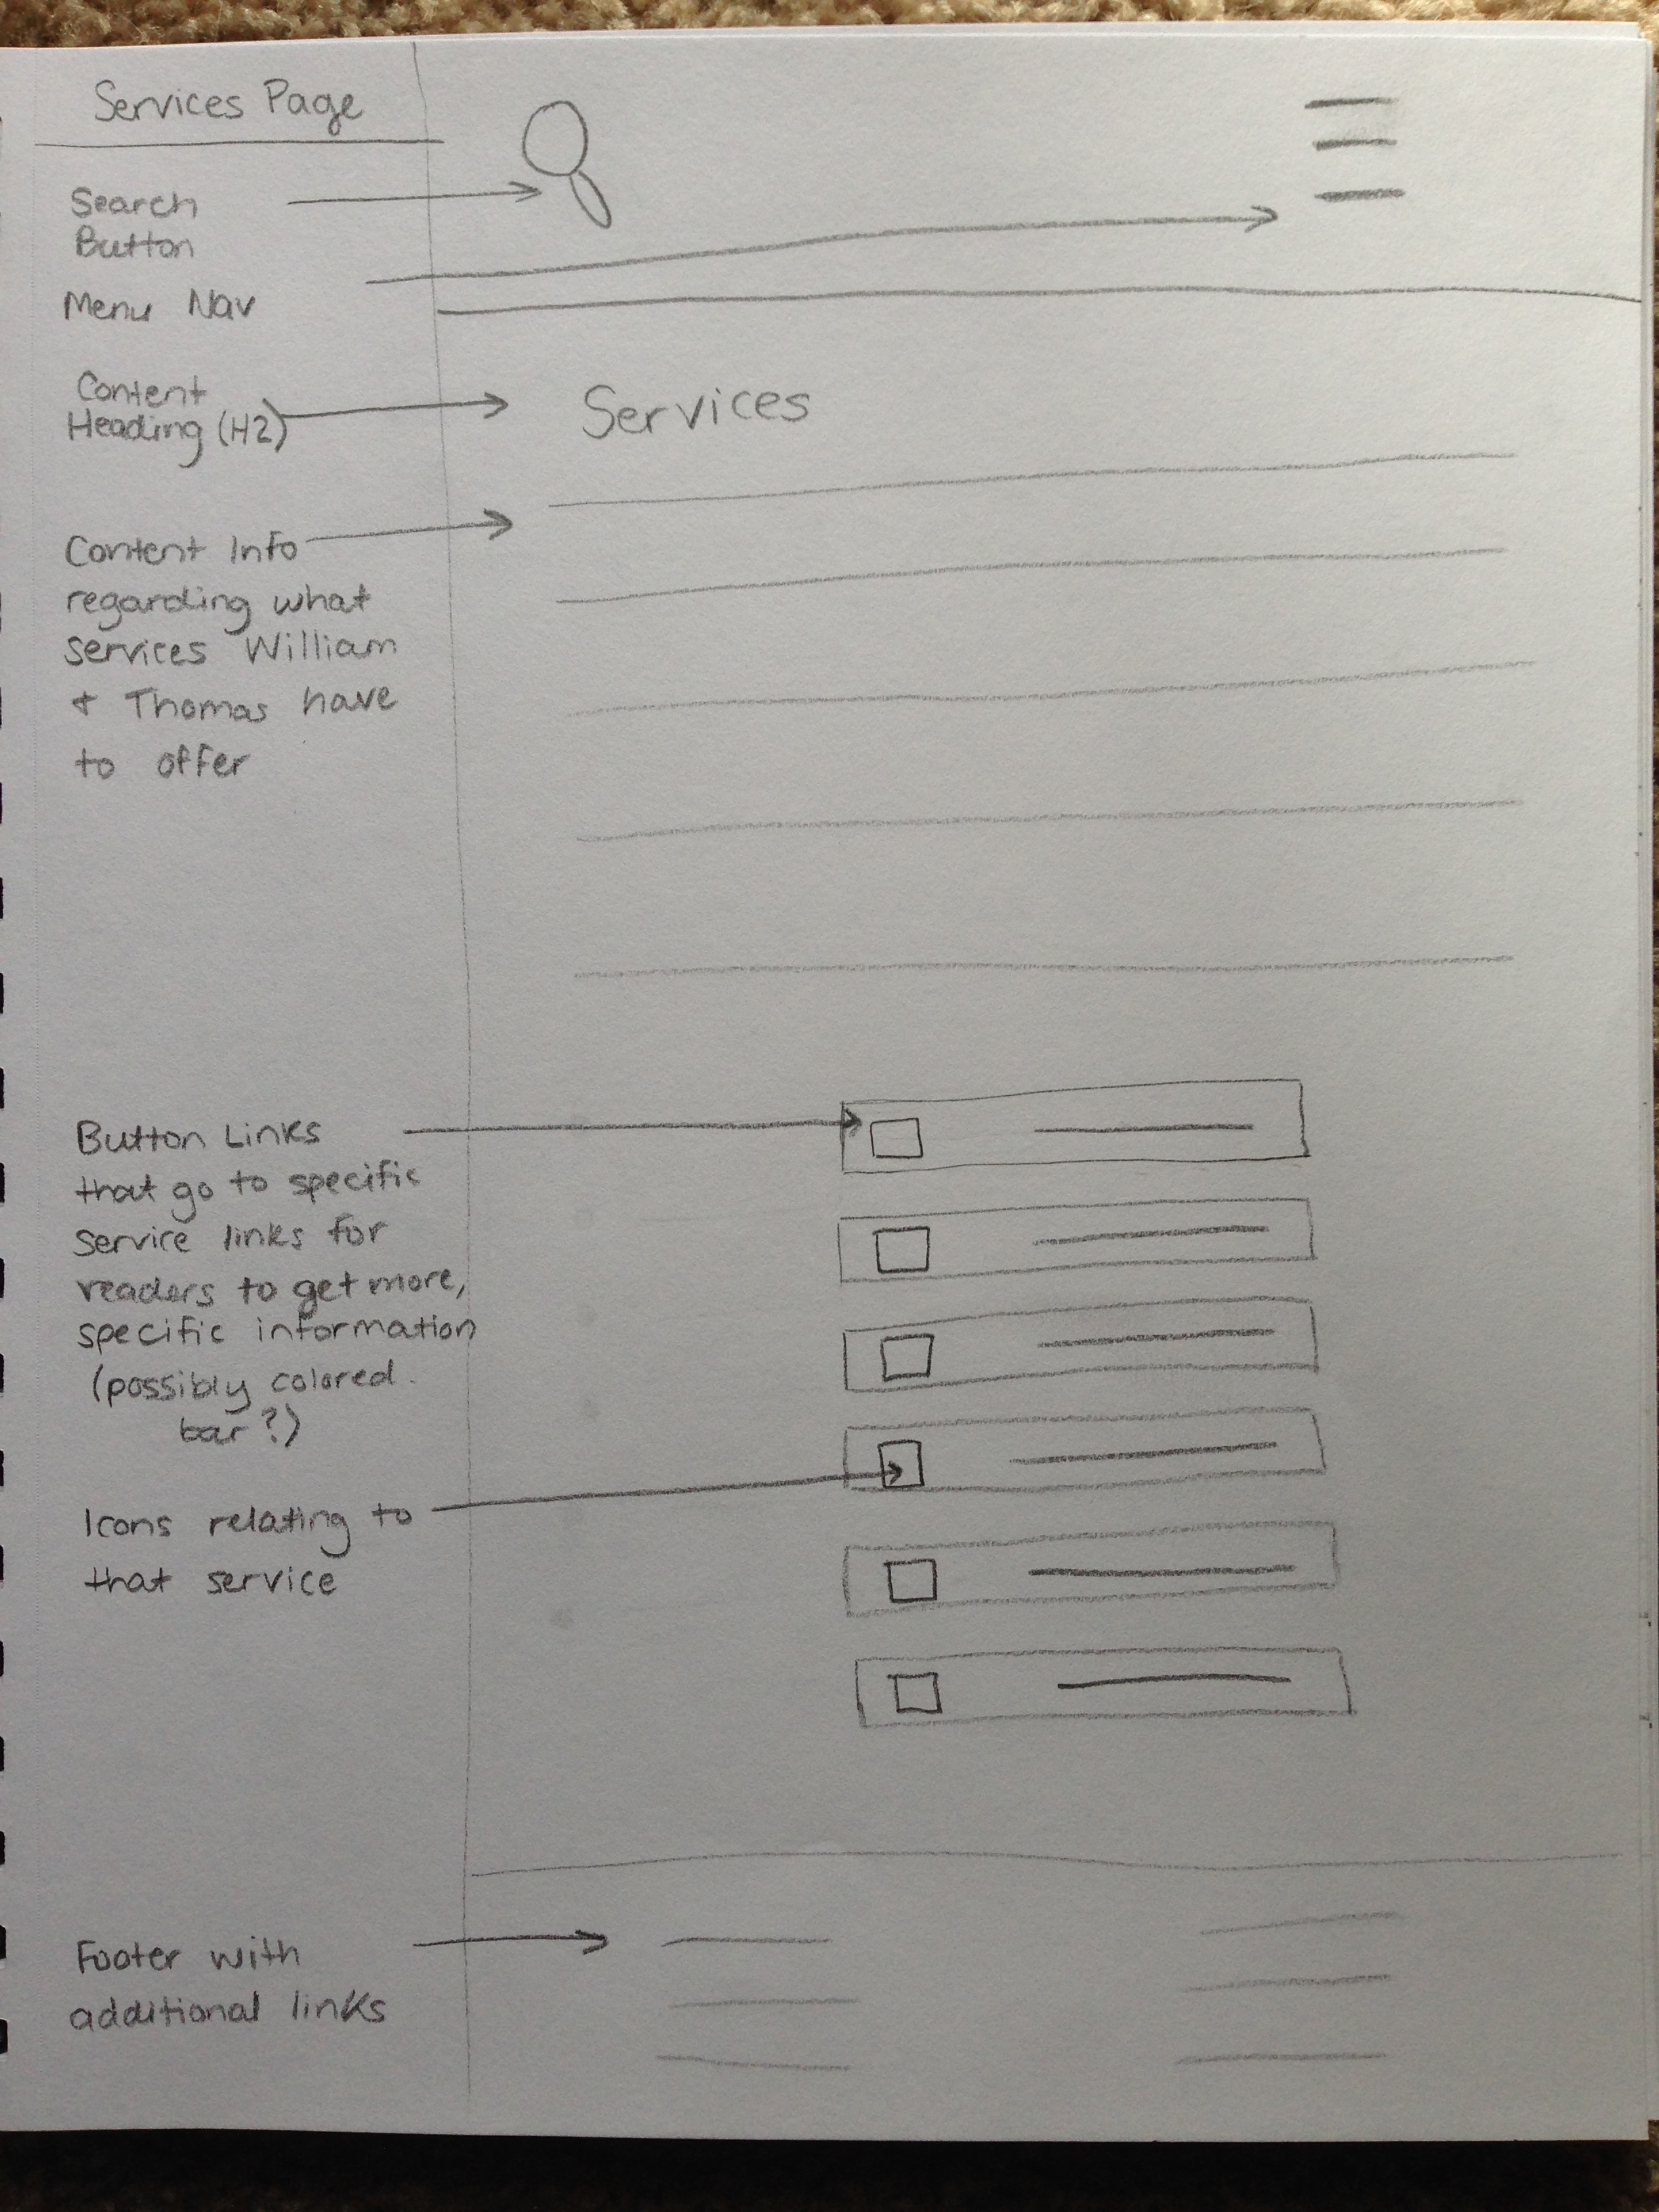 Services Page
Search
Button
Menu Nav
Content
Heading (H2)
Services
Content Info
regarding what
services William
& Thomas have
to offer
Button Links
that go to specific
service links for
readers to get more,
specific information
(possibly colored
bar?)
Icons relating to
that service
Footer with
additional links